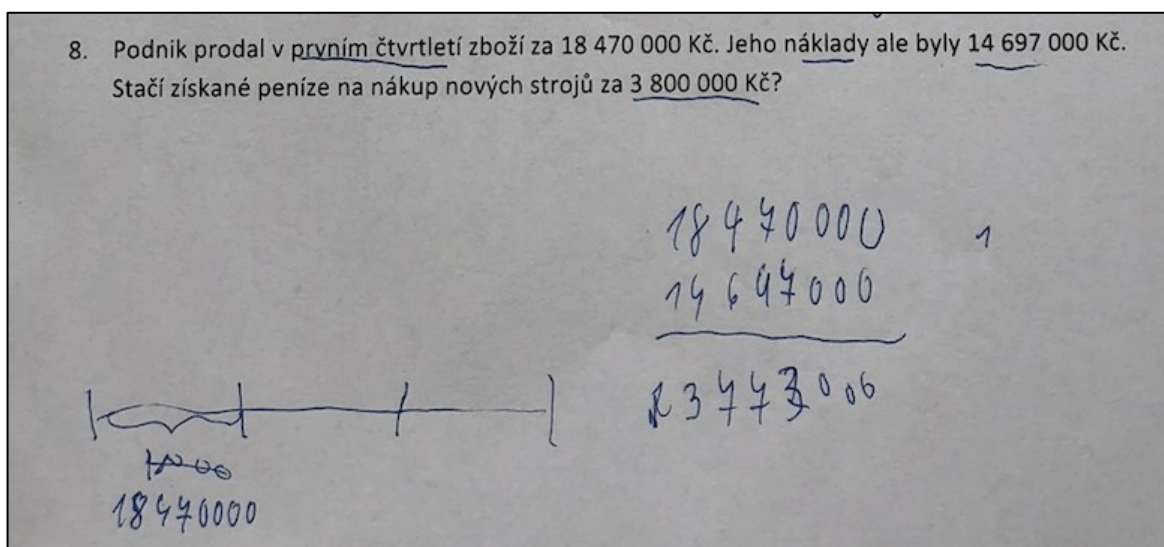 8. Podnik prodal v prvním čtvrtletí zboží za 18 470 000 Kč. Jeho náklady ale byly 14 697 000 Kč.
Stačí získané peníze na nákup nových strojů za 3 800 000 Kč?
18470000 1
14697000
3773000
18470000